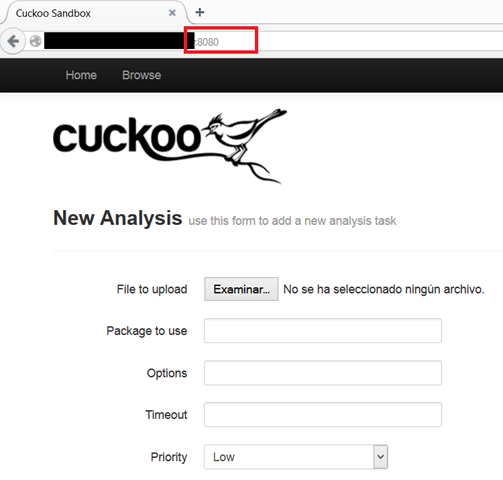 Cuckoo Sandbox
:8080
Home Browse
cuckoo
New Analysis use this form to add a new analysis task
File to upload Examinar... No se ha seleccionado ningún archivo.
Package to use
Options
Timeout
Priority Low